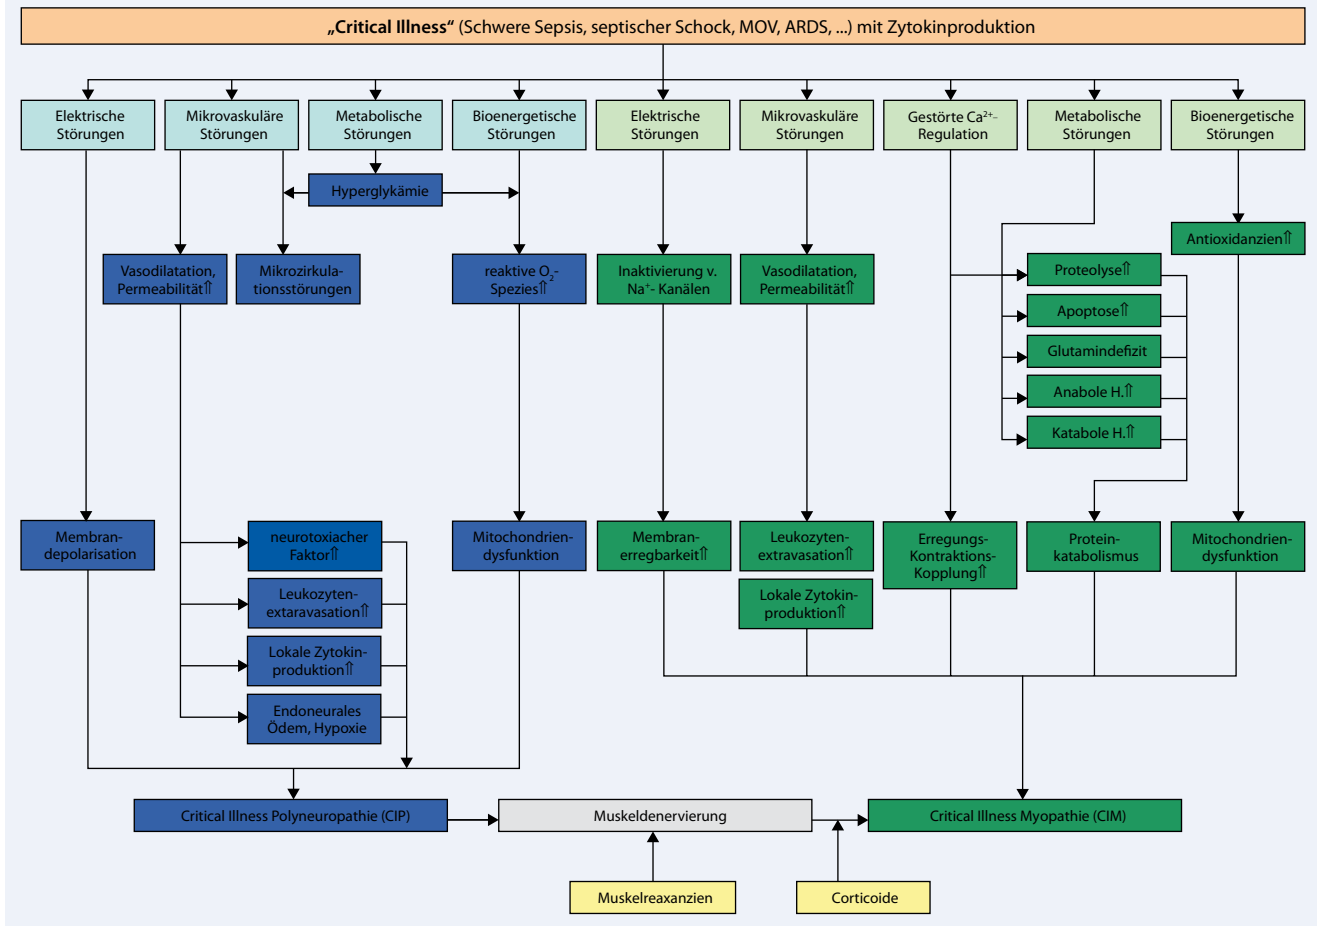 „Critical Illness“ (Schwere Sepsis, septischer Schock, MOV, ARDS, ...) mit Zytokinproduktion
Elektrische
Störungen
Mikrovaskuläre
Störungen
Metabolische
Störungen
Bioenergetische
Störungen
Elektrische
Störungen
Mikrovaskuläre
Störungen
Gestörte Ca²⁺-
Regulation
Metabolische
Störungen
Bioenergetische
Störungen
Hyperglykämie
Antioxidanzien⇑
Vasodilatation,
Permeabilität⇑
Mikrozirkula-
tionsstörungen
reaktive O₂-
Spezies⇑
Inaktivierung v.
Na⁺- Kanälen
Vasodilatation,
Permeabilität⇑
Proteolyse⇑
Apoptose⇑
Glutamindefizit
Anabole H.⇑
Katabole H.⇑
Membran-
depolarisation
neurotoxiacher
Faktor⇑
Leukozyten-
extaravasation⇑
Lokale Zytokin-
produktion⇑
Endoneurales
Ödem, Hypoxie
Mitochondrien-
dysfunktion
Membran-
erregbarkeit⇑
Leukozyten-
extravasation⇑
Lokale Zytokin-
produktion⇑
Erregungs-
Kontraktions-
Kopplung⇑
Protein-
katabolismus
Mitochondrien-
dysfunktion
Critical Illness Polyneuropathie (CIP)
Muskeldenervierung
Critical Illness Myopathie (CIM)
Muskelreaxanzien
Corticoide